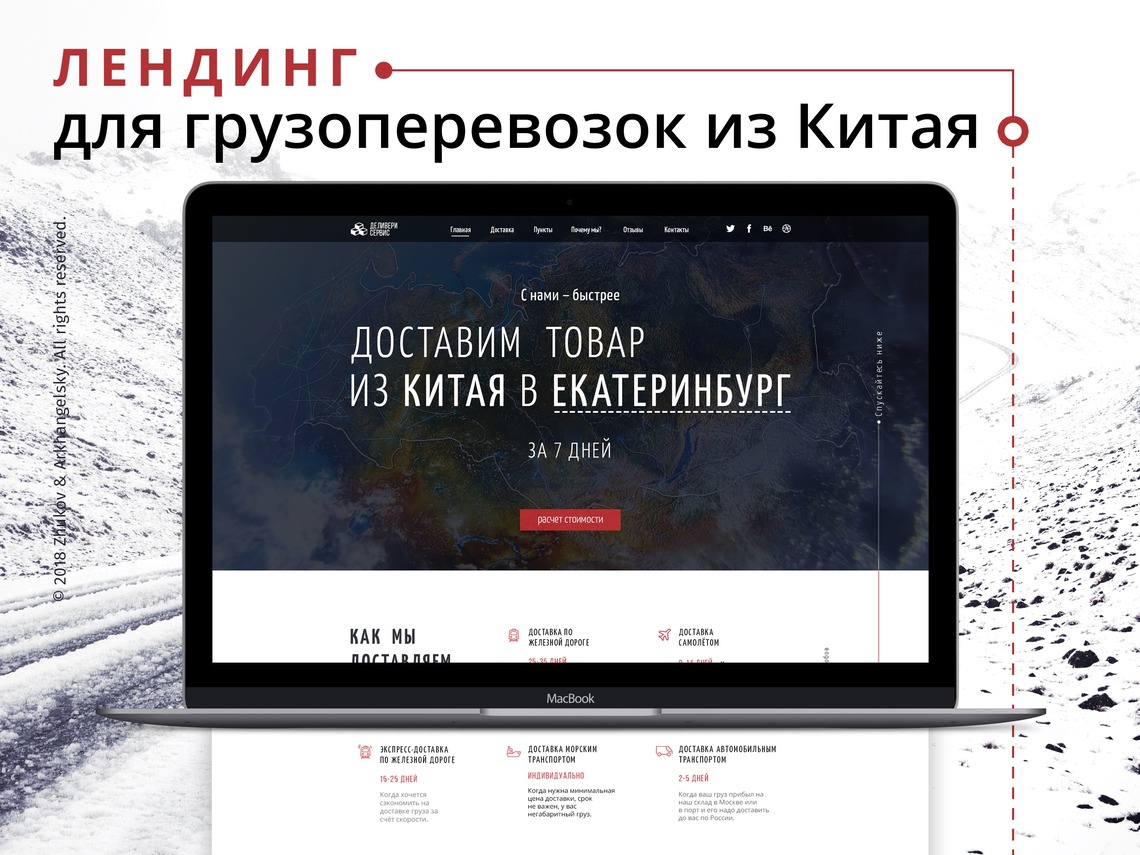 ЛЕНДИНГ
для грузоперевозок из Китая
© 2018 Zhukov & Arkhangelsky. All rights reserved.
ДЕЛИВЕРИ
СЕРВИС
Главная Доставка Пункты Почему мы? Отзывы Контакты
Bē
С нами – быстрее
ДОСТАВИМ ТОВАР
ИЗ КИТАЯ В ЕКАТЕРИНБУРГ
ЗА 7 ДНЕЙ
расчет стоимости
Спускайтесь ниже
КАК МЫ
ДОСТАВЛЯЕМ
ДОСТАВКА ПО
ЖЕЛЕЗНОЙ ДОРОГЕ
25-35 ДНЕЙ
ДОСТАВКА
САМОЛЁТОМ
MacBook
ЭКСПРЕСС-ДОСТАВКА
ПО ЖЕЛЕЗНОЙ ДОРОГЕ
15-25 ДНЕЙ
Когда хочется
сэкономить на
доставке груза за
счёт скорости.
ДОСТАВКА МОРСКИМ
ТРАНСПОРТОМ
ИНДИВИДУАЛЬНО
Когда нужна минимальная
цена доставки, срок
не важен, у вас
негабаритный груз.
ДОСТАВКА АВТОМОБИЛЬНЫМ
ТРАНСПОРТОМ
2-5 ДНЕЙ
Когда ваш груз прибыл на
наш склад в Москве или
в порт и его надо доставить
до вас по России.